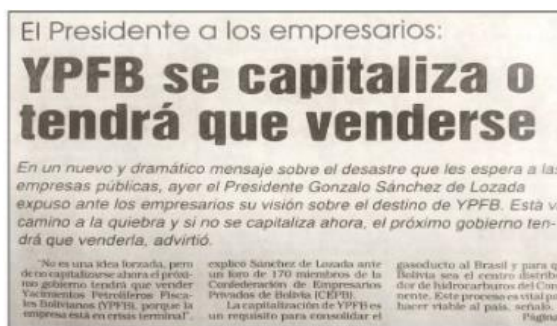 El Presidente a los empresarios:
YPFB se capitaliza o
tendrá que venderse
En un nuevo y dramático mensaje sobre el desastre que les espera a las
empresas públicas, ayer el Presidente Gonzalo Sánchez de Lozada
expuso ante los empresarios su visión sobre el destino de YPFB. Está v
camino a la quiebra y si no se capitaliza ahora, el próximo gobierno ten-
drá que venderla, advirtió.
"No es una idea forzada, pero
de no capitalizarse ahora el próxi-
mo gobierno tendrá que vender
Yacimientos Petrolíferos Fisca-
les Bolivianos (YPFB), porque la
empresa está en crisis terminal".
explicó Sánchez de Lozada ante
un foro de 170 miembros de la
Confederación de Empresarios
Privados de Bolivia (CEPB).
La capitalización de YPFB es
un requisito para consolidar el
gasoducto al Brasil y para q
Bolivia sea el centro distribu
dor de hidrocarburos del Con
nente. Este proceso es vital p
hacer viable al país, señaló.
Página